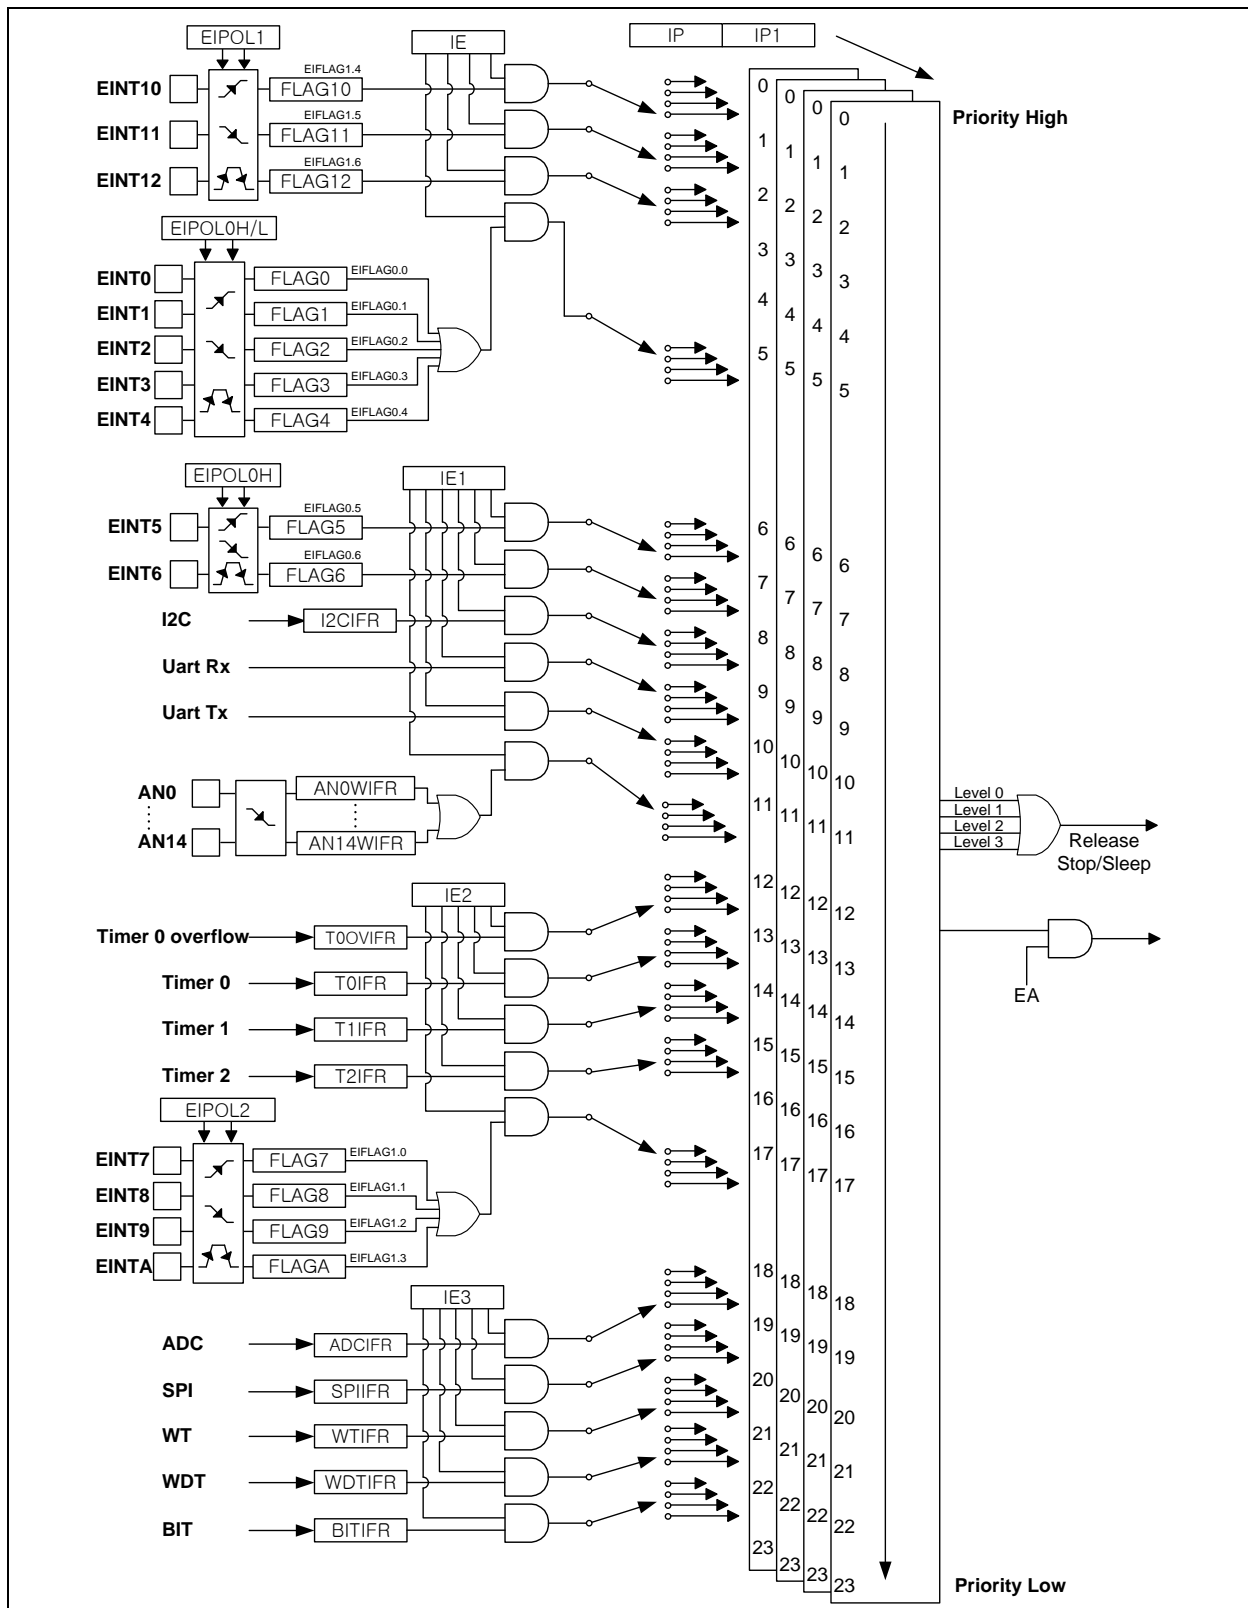 EIPOL1
IE
IP IP1
EINT10
EIFLAG1.4
FLAG10
EINT11
EIFLAG1.5
FLAG11
EINT12
EIFLAG1.6
FLAG12
Priority High
EIPOL0H/L
EINT0
FLAG0
EIFLAG0.0
EINT1
FLAG1
EIFLAG0.1
EINT2
FLAG2
EIFLAG0.2
EINT3
FLAG3
EIFLAG0.3
EINT4
FLAG4
EIFLAG0.4
EIPOL0H
IE1
EINT5
EIFLAG0.5
FLAG5
EINT6
EIFLAG0.6
FLAG6
I2C
I2CIFR
Uart Rx
Uart Tx
AN0
AN0WIFR
AN14
AN14WIFR
IE2
Timer 0 overflow
T0OVIFR
Timer 0
T0IFR
Timer 1
T1IFR
Timer 2
T2IFR
EIPOL2
EINT7
FLAG7
EIFLAG1.0
EINT8
FLAG8
EIFLAG1.1
EINT9
FLAG9
EIFLAG1.2
EINTA
FLAGA
EIFLAG1.3
IE3
ADC
ADCIFR
SPI
SPIIFR
WT
WTIFR
WDT
WDTIFR
BIT
BITIFR
0 0 0 0
1 1 1 1
2 2 2 2
3 3 3 3
4 4 4 4
5 5 5 5
6 6 6 6
7 7 7 7
8 8 8 8
9 9 9 9
10 10 10 10
11 11 11 11
12 12 12 12
13 13 13 13
14 14 14 14
15 15 15 15
16 16 16 16
17 17 17 17
18 18 18 18
19 19 19 19
20 20 20 20
21 21 21 21
22 22 22 22
23 23 23 23
Level 0
Level 1
Level 2
Level 3
Release
Stop/Sleep
EA
Priority Low